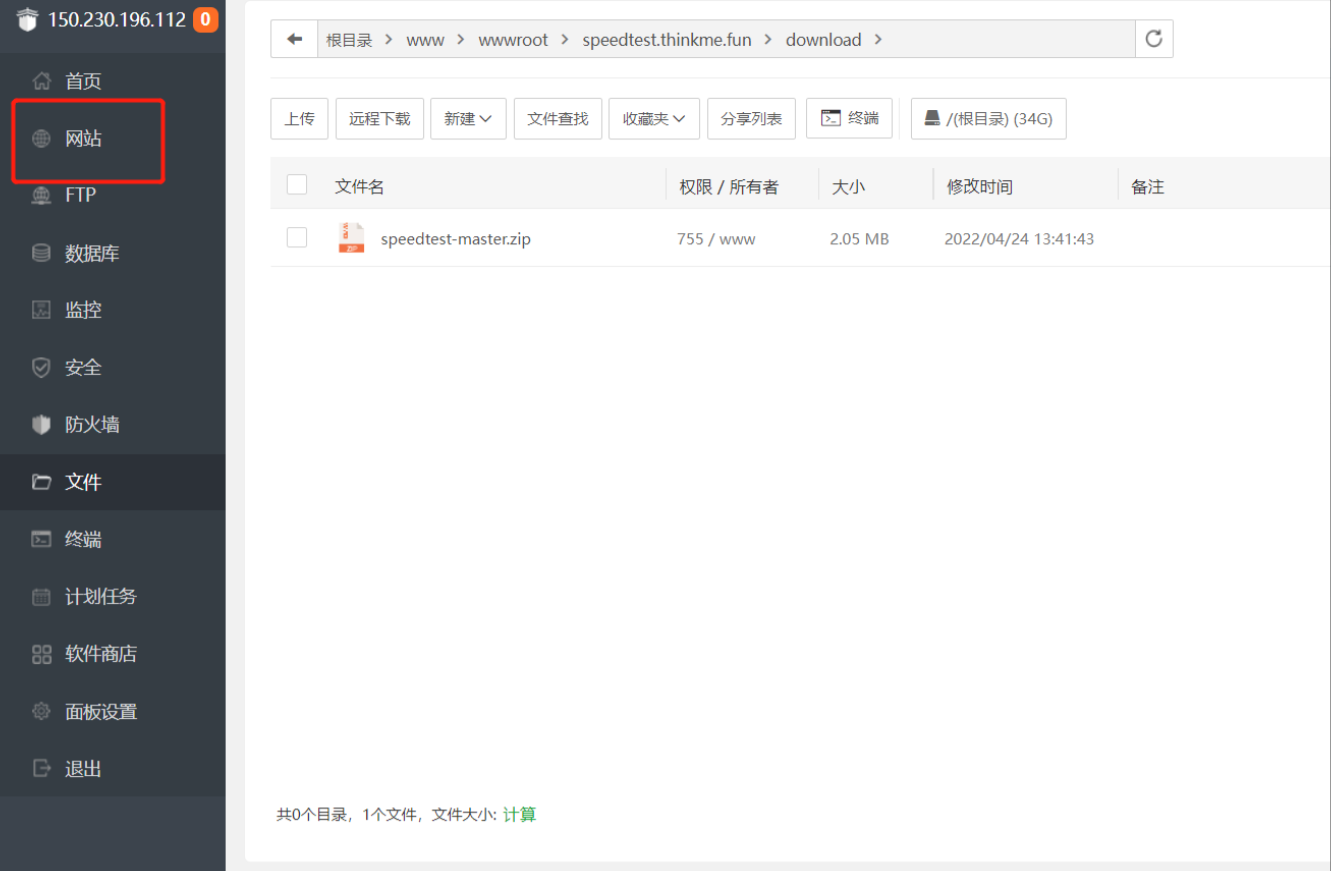 150.230.196.112 0
首页
网站
FTP
数据库
监控
安全
防火墙
文件
终端
计划任务
软件商店
面板设置
退出
根目录 > www > wwwroot > speedtest.thinkme.fun > download >
上传 远程下载 新建 文件查找 收藏夹 分享列表 终端 /(根目录) (34G)
文件名 权限 / 所有者 大小 修改时间 备注
ZIP speedtest-master.zip 755 / www 2.05 MB 2022/04/24 13:41:43
共0个目录，1个文件，文件大小: 计算